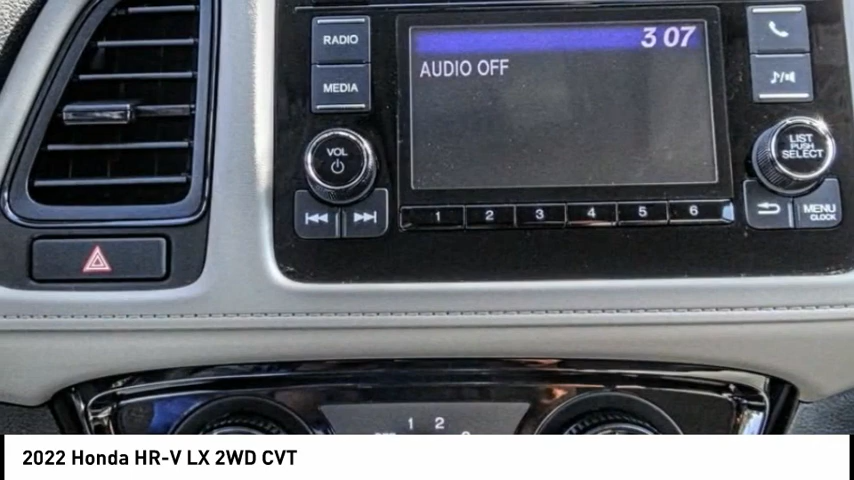 RADIO
3 07
AUDIO OFF
MEDIA
VOL
LIST
PUSH
SELECT
1 2 3 4 5 6
MENU
CLOCK
1 2
2022 Honda HR-V LX 2WD CVT